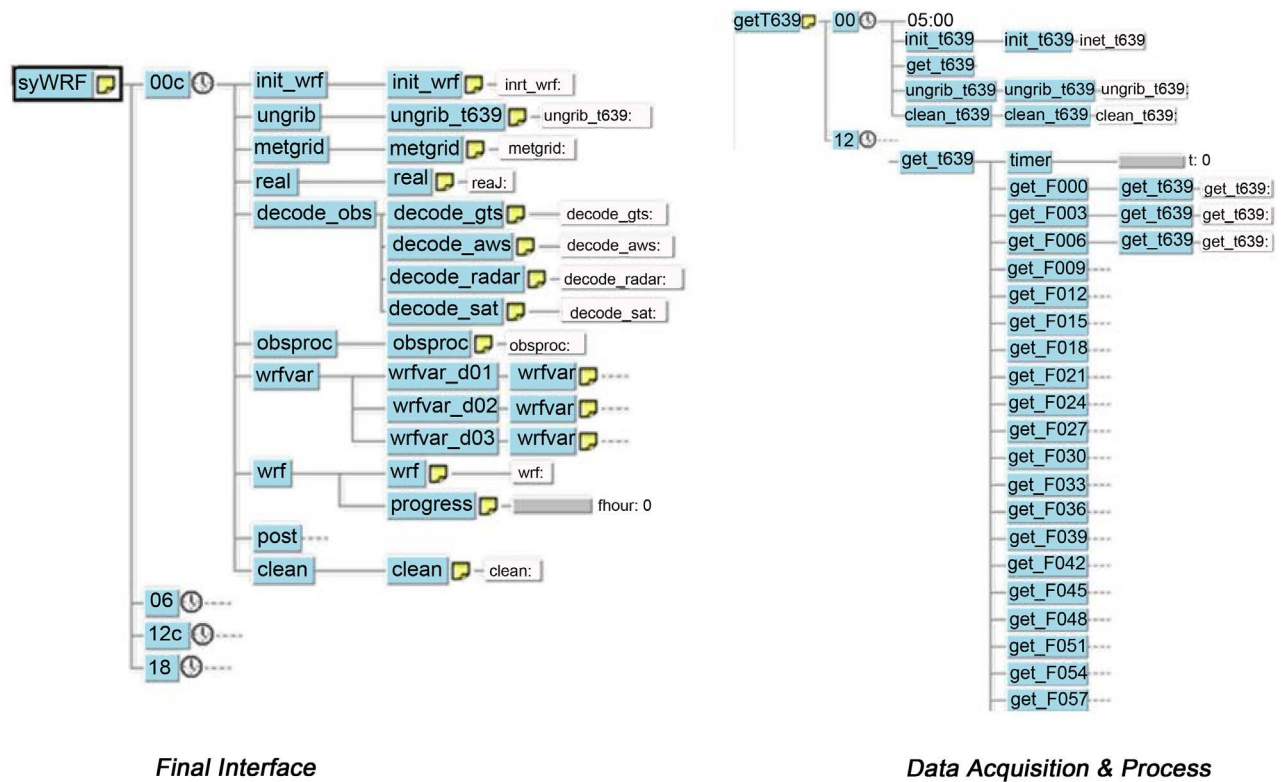 syWRF 00c
init_wrf init_wrf inrt_wrf:
ungrib ungrib_t639 ungrib_t639:
metgrid metgrid metgrid:
real real reaJ:
decode_obs decode_gts decode_gts:
decode_aws decode_aws:
decode_radar decode_radar:
decode_sat decode_sat:
obsproc obsproc obsproc:
wrfvar wrfvar_d01 wrfvar
wrfvar_d02 wrfvar
wrfvar_d03 wrfvar
wrf wrf wrf:
progress fhour: 0
post
clean clean clean:
06
12c
18
Final Interface
getT639 00 05:00
init_t639 init_t639 inet_t639
get_t639
ungrib_t639 ungrib_t639 ungrib_t639:
clean_t639 clean_t639 clean_t639:
12
get_t639 timer t: 0
get_F000 get_t639 get_t639:
get_F003 get_t639 get_t639:
get_F006 get_t639 get_t639:
get_F009
get_F012
get_F015
get_F018
get_F021
get_F024
get_F027
get_F030
get_F033
get_F036
get_F039
get_F042
get_F045
get_F048
get_F051
get_F054
get_F057
Data Acquisition & Process